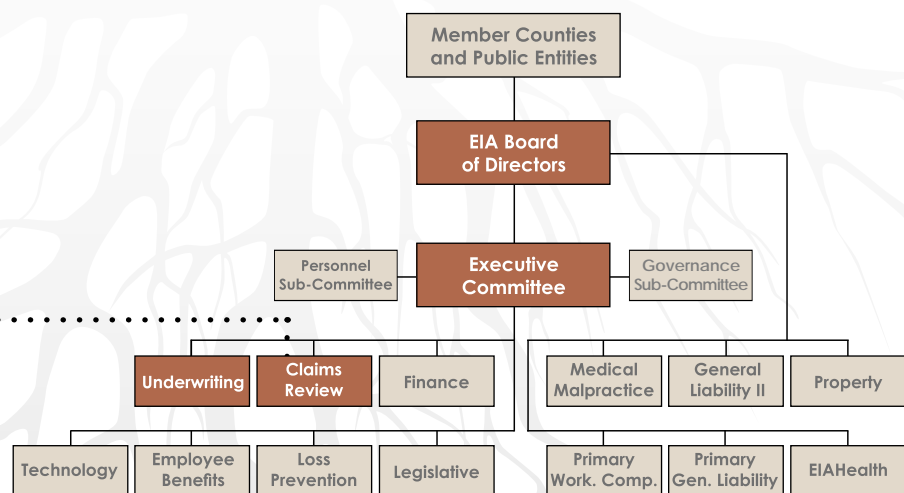 Member Counties
and Public Entities
EIA Board
of Directors
Personnel
Sub-Committee
Executive
Committee
Governance
Sub-Committee
Underwriting
Claims
Review
Finance
Medical
Malpractice
General
Liability II
Property
Technology
Employee
Benefits
Loss
Prevention
Legislative
Primary
Work. Comp.
Primary
Gen. Liability
EIAHealth